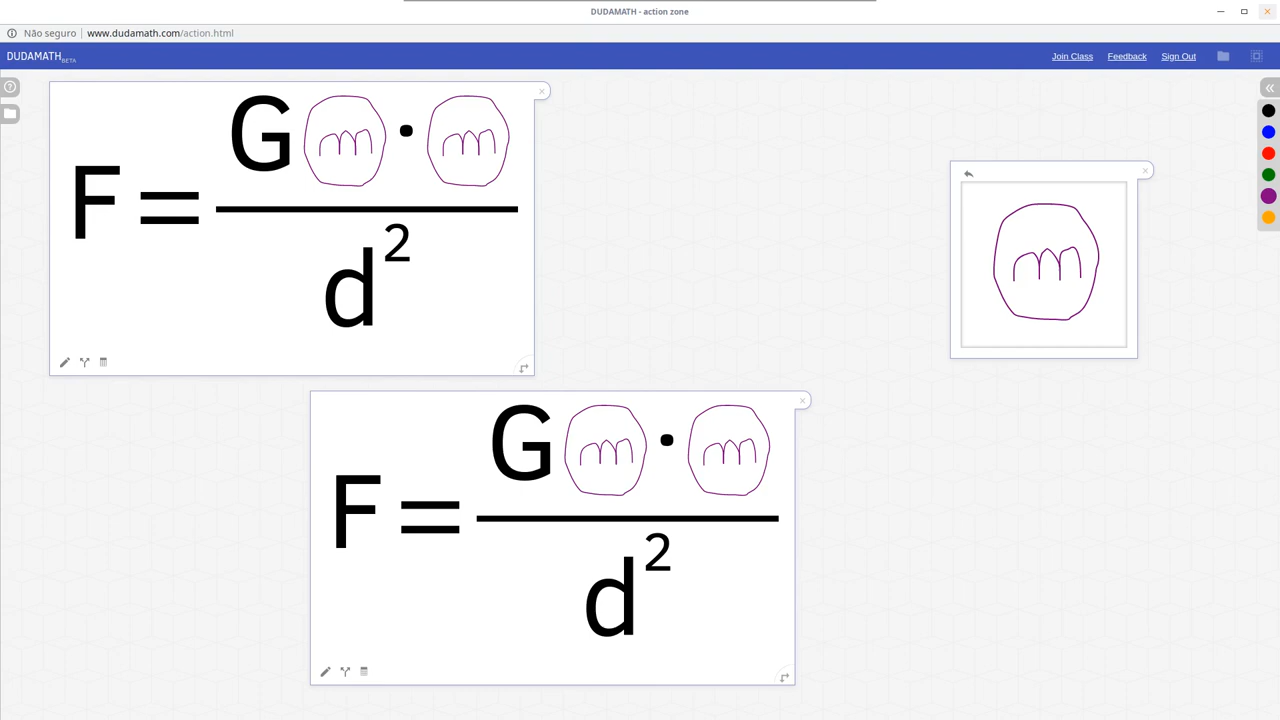 DUDAMATH - action zone
Não seguro www.dudamath.com/action.html
DUDAMATH BETA Join Class Feedback Sign Out
F = G m · m / d²
m
F = G m · m / d²